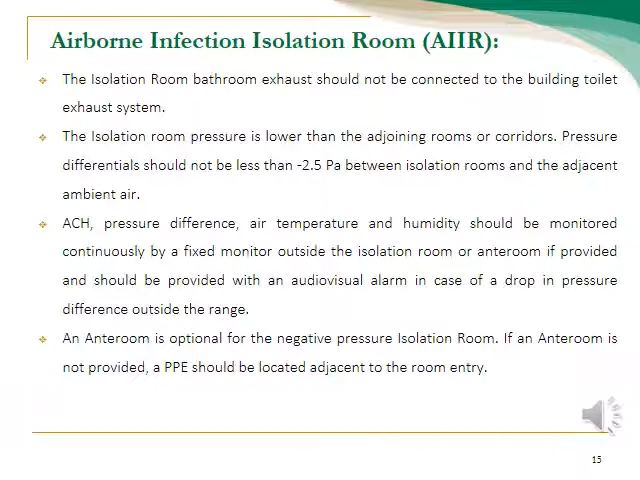 Airborne Infection Isolation Room (AIIR):
The Isolation Room bathroom exhaust should not be connected to the building toilet
exhaust system.
The Isolation room pressure is lower than the adjoining rooms or corridors. Pressure
differentials should not be less than -2.5 Pa between isolation rooms and the adjacent
ambient air.
ACH, pressure difference, air temperature and humidity should be monitored
continuously by a fixed monitor outside the isolation room or anteroom if provided
and should be provided with an audiovisual alarm in case of a drop in pressure
difference outside the range.
An Anteroom is optional for the negative pressure Isolation Room. If an Anteroom is
not provided, a PPE should be located adjacent to the room entry.
15